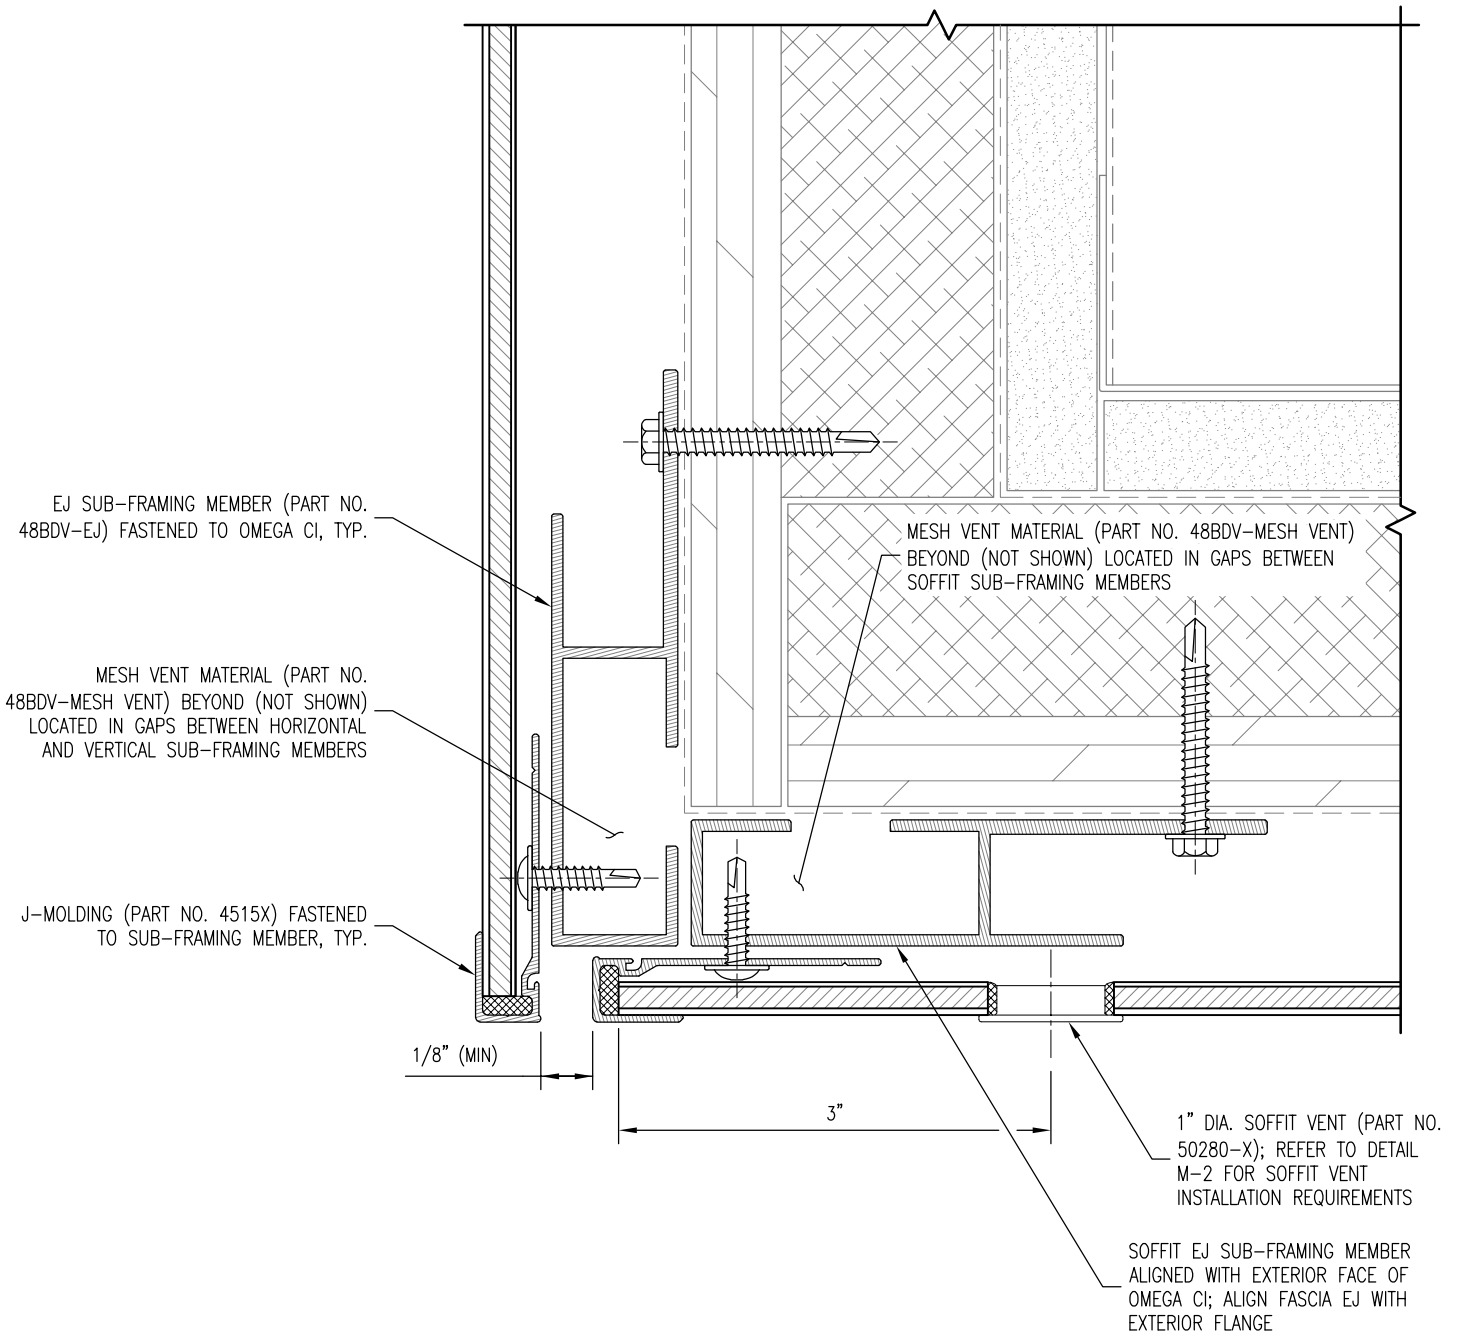 EJ SUB-FRAMING MEMBER (PART NO.
48BDV-EJ) FASTENED TO OMEGA CI, TYP.
MESH VENT MATERIAL (PART NO. 48BDV-MESH VENT)
BEYOND (NOT SHOWN) LOCATED IN GAPS BETWEEN
SOFFIT SUB-FRAMING MEMBERS
MESH VENT MATERIAL (PART NO.
48BDV-MESH VENT) BEYOND (NOT SHOWN)
LOCATED IN GAPS BETWEEN HORIZONTAL
AND VERTICAL SUB-FRAMING MEMBERS
J-MOLDING (PART NO. 4515X) FASTENED
TO SUB-FRAMING MEMBER, TYP.
1/8" (MIN)
3"
1" DIA. SOFFIT VENT (PART NO.
50280-X); REFER TO DETAIL
M-2 FOR SOFFIT VENT
INSTALLATION REQUIREMENTS
SOFFIT EJ SUB-FRAMING MEMBER
ALIGNED WITH EXTERIOR FACE OF
OMEGA CI; ALIGN FASCIA EJ WITH
EXTERIOR FLANGE